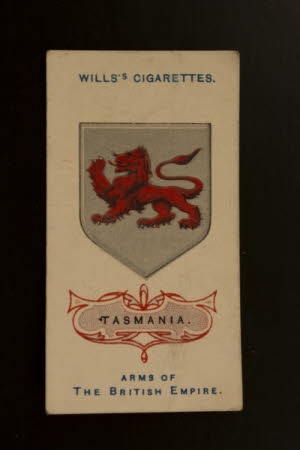 WILLS'S CIGARETTES.
TASMANIA.
ARMS OF
THE BRITISH EMPIRE.